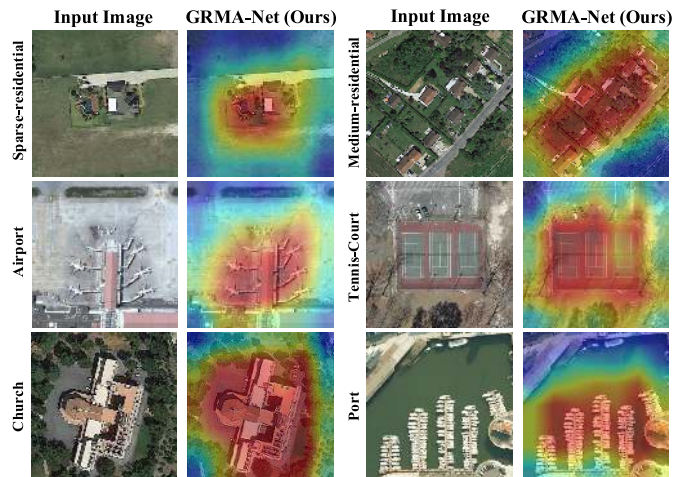 Input Image GRMA-Net (Ours) Input Image GRMA-Net (Ours)
Sparse-residential
Medium-residential
Airport
Tennis-Court
Church
Port